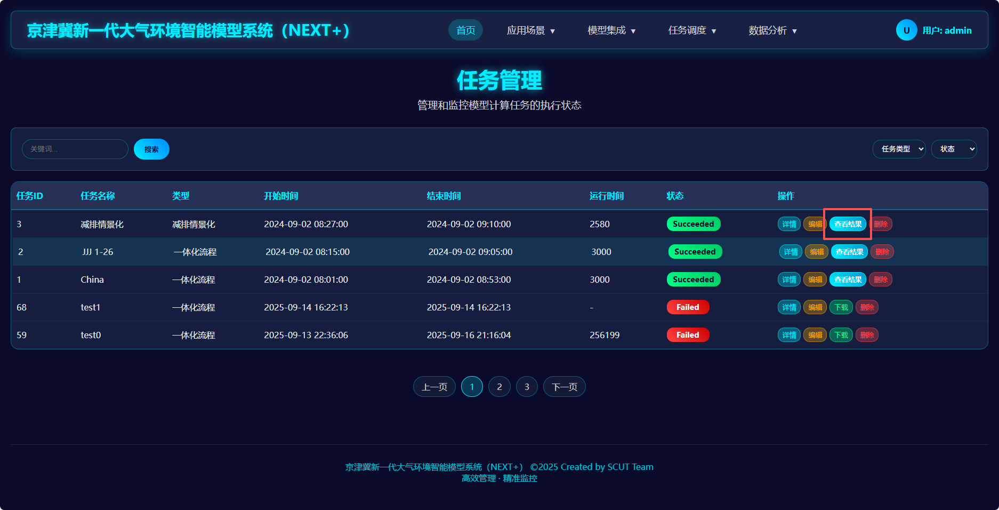 京津冀新一代大气环境智能模型系统（NEXT+） 首页 应用场景 ▼ 模型集成 ▼ 任务调度 ▼ 数据分析 ▼ U 用户: admin
任务管理
管理和监控模型计算任务的执行状态
关键词... 搜索 任务类型 状态
任务ID 任务名称 类型 开始时间 结束时间 运行时间 状态 操作
3 减排情景化 减排情景化 2024-09-02 08:27:00 2024-09-02 09:10:00 2580 Succeeded 详情 编辑 查看结果 删除
2 JJJ 1-26 一体化流程 2024-09-02 08:15:00 2024-09-02 09:05:00 3000 Succeeded 详情 编辑 查看结果 删除
1 China 一体化流程 2024-09-02 08:01:00 2024-09-02 08:53:00 3000 Succeeded 详情 编辑 查看结果 删除
68 test1 一体化流程 2025-09-14 16:22:13 2025-09-14 16:22:13 - Failed 详情 编辑 下载 删除
59 test0 一体化流程 2025-09-13 22:36:06 2025-09-16 21:16:04 256199 Failed 详情 编辑 下载 删除
上一页 1 2 3 下一页
京津冀新一代大气环境智能模型系统（NEXT+） ©2025 Created by SCUT Team
高效管理 · 精准监控